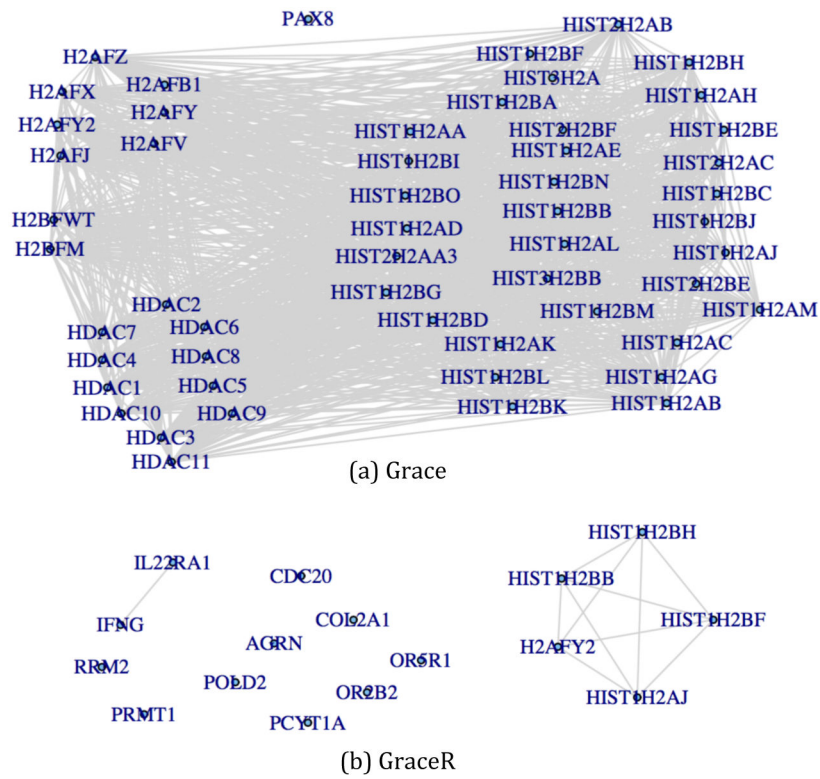 PAX8
HIST2H2AB
H2AFZ
HIST1H2BF
HIST1H2BH
H2AFX
H2AFB1
HIST3H2A
HIST1H2AH
HIST1H2BA
H2AFY2
H2AFY
HIST1H2AA
HIST2H2BF
HIST1H2BE
H2AFJ
H2AFV
HIST1H2BI
HIST1H2AE
HIST2H2AC
HIST1H2BO
HIST1H2BN
HIST1H2BC
H2BFWT
HIST1H2AD
HIST1H2BB
HIST1H2BJ
H2BFM
HIST2H2AA3
HIST1H2AL
HIST1H2AJ
HIST1H2BG
HIST3H2BB
HIST2H2BE
HDAC2
HIST1H2BD
HIST1H2BM
HIST1H2AM
HDAC7
HDAC6
HIST1H2AK
HIST1H2AC
HDAC4
HDAC8
HDAC1
HDAC5
HIST1H2BL
HIST1H2AG
HDAC10
HDAC9
HIST1H2BK
HIST1H2AB
HDAC3
HDAC11
(a) Grace
HIST1H2BH
IL22RA1
CDC20
HIST1H2BB
IFNG
COL2A1
HIST1H2BF
AGRN
H2AFY2
RRM2
POLD2
OR5R1
OR2B2
HIST1H2AJ
PRMT1
PCYT1A
(b) GraceR